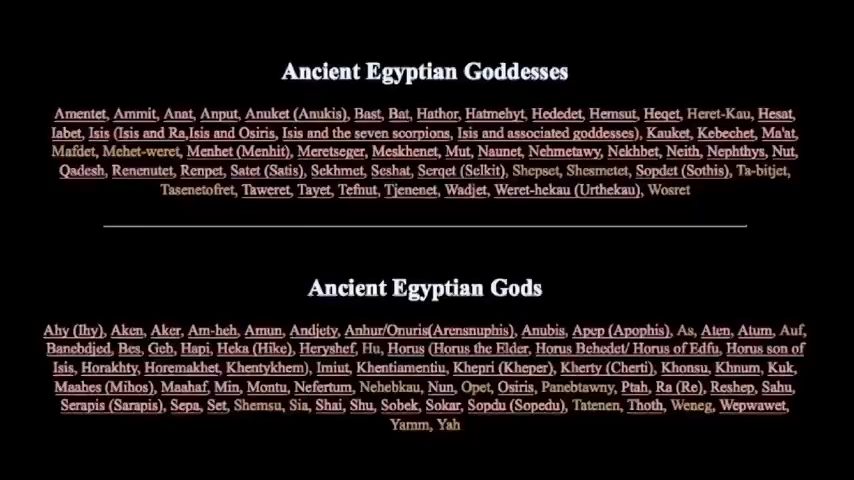 Ancient Egyptian Goddesses
Amentet, Ammit, Anat, Anput, Anuket (Anukis), Bast, Bat, Hathor, Hatmehyt, Hededet, Hemsut, Heqet, Heret-Kau, Hesat,
Iabet, Isis (Isis and Ra,Isis and Osiris, Isis and the seven scorpions, Isis and associated goddesses), Kauket, Kebechet, Ma'at,
Mafdet, Mehet-weret, Menhet (Menhit), Meretseger, Meskhenet, Mut, Naunet, Nehmetawy, Nekhbet, Neith, Nephthys, Nut,
Qadesh, Renenutet, Renpet, Satet (Satis), Sekhmet, Seshat, Serqet (Selkit), Shepset, Shesmetet, Sopdet (Sothis), Ta-bitjet,
Tasenetofret, Taweret, Tayet, Tefnut, Tjenenet, Wadjet, Weret-hekau (Urthekau), Wosret
Ancient Egyptian Gods
Ahy (Ihy), Aken, Aker, Am-heh, Amun, Andjety, Anhur/Onuris(Arensnuphis), Anubis, Apep (Apophis), As, Aten, Atum, Auf,
Banebdjed, Bes, Geb, Hapi, Heka (Hike), Heryshef, Hu, Horus (Horus the Elder, Horus Behedet/ Horus of Edfu, Horus son of
Isis, Horakhty, Horemakhet, Khentykhem), Imiut, Khentiamentiu, Khepri (Kheper), Kherty (Cherti), Khonsu, Khnum, Kuk,
Maahes (Mihos), Maahaf, Min, Montu, Nefertum, Nehebkau, Nun, Opet, Osiris, Panebtawny, Ptah, Ra (Re), Reshep, Sahu,
Serapis (Sarapis), Sepa, Set, Shemsu, Sia, Shai, Shu, Sobek, Sokar, Sopdu (Sopedu), Tatenen, Thoth, Weneg, Wepwawet,
Yamm, Yah